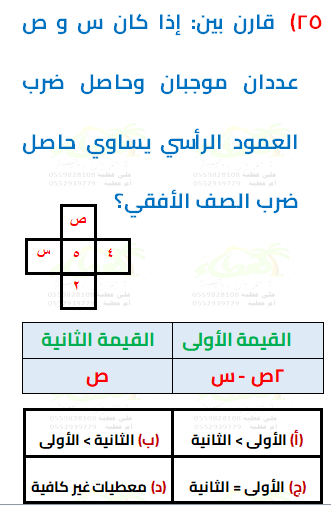 ٢٥) قارن بين: إذا كان س و ص
عددان موجبان وحاصل ضرب
العمود الرأسي يساوي حاصل
ضرب الصف الأفقي؟
ص
س ٥ ٤
٢
القيمة الأولى القيمة الثانية
٢ص - س ص
(أ) الأولى > الثانية (ب) الثانية > الأولى
(ج) الأولى = الثانية (د) معطيات غير كافية